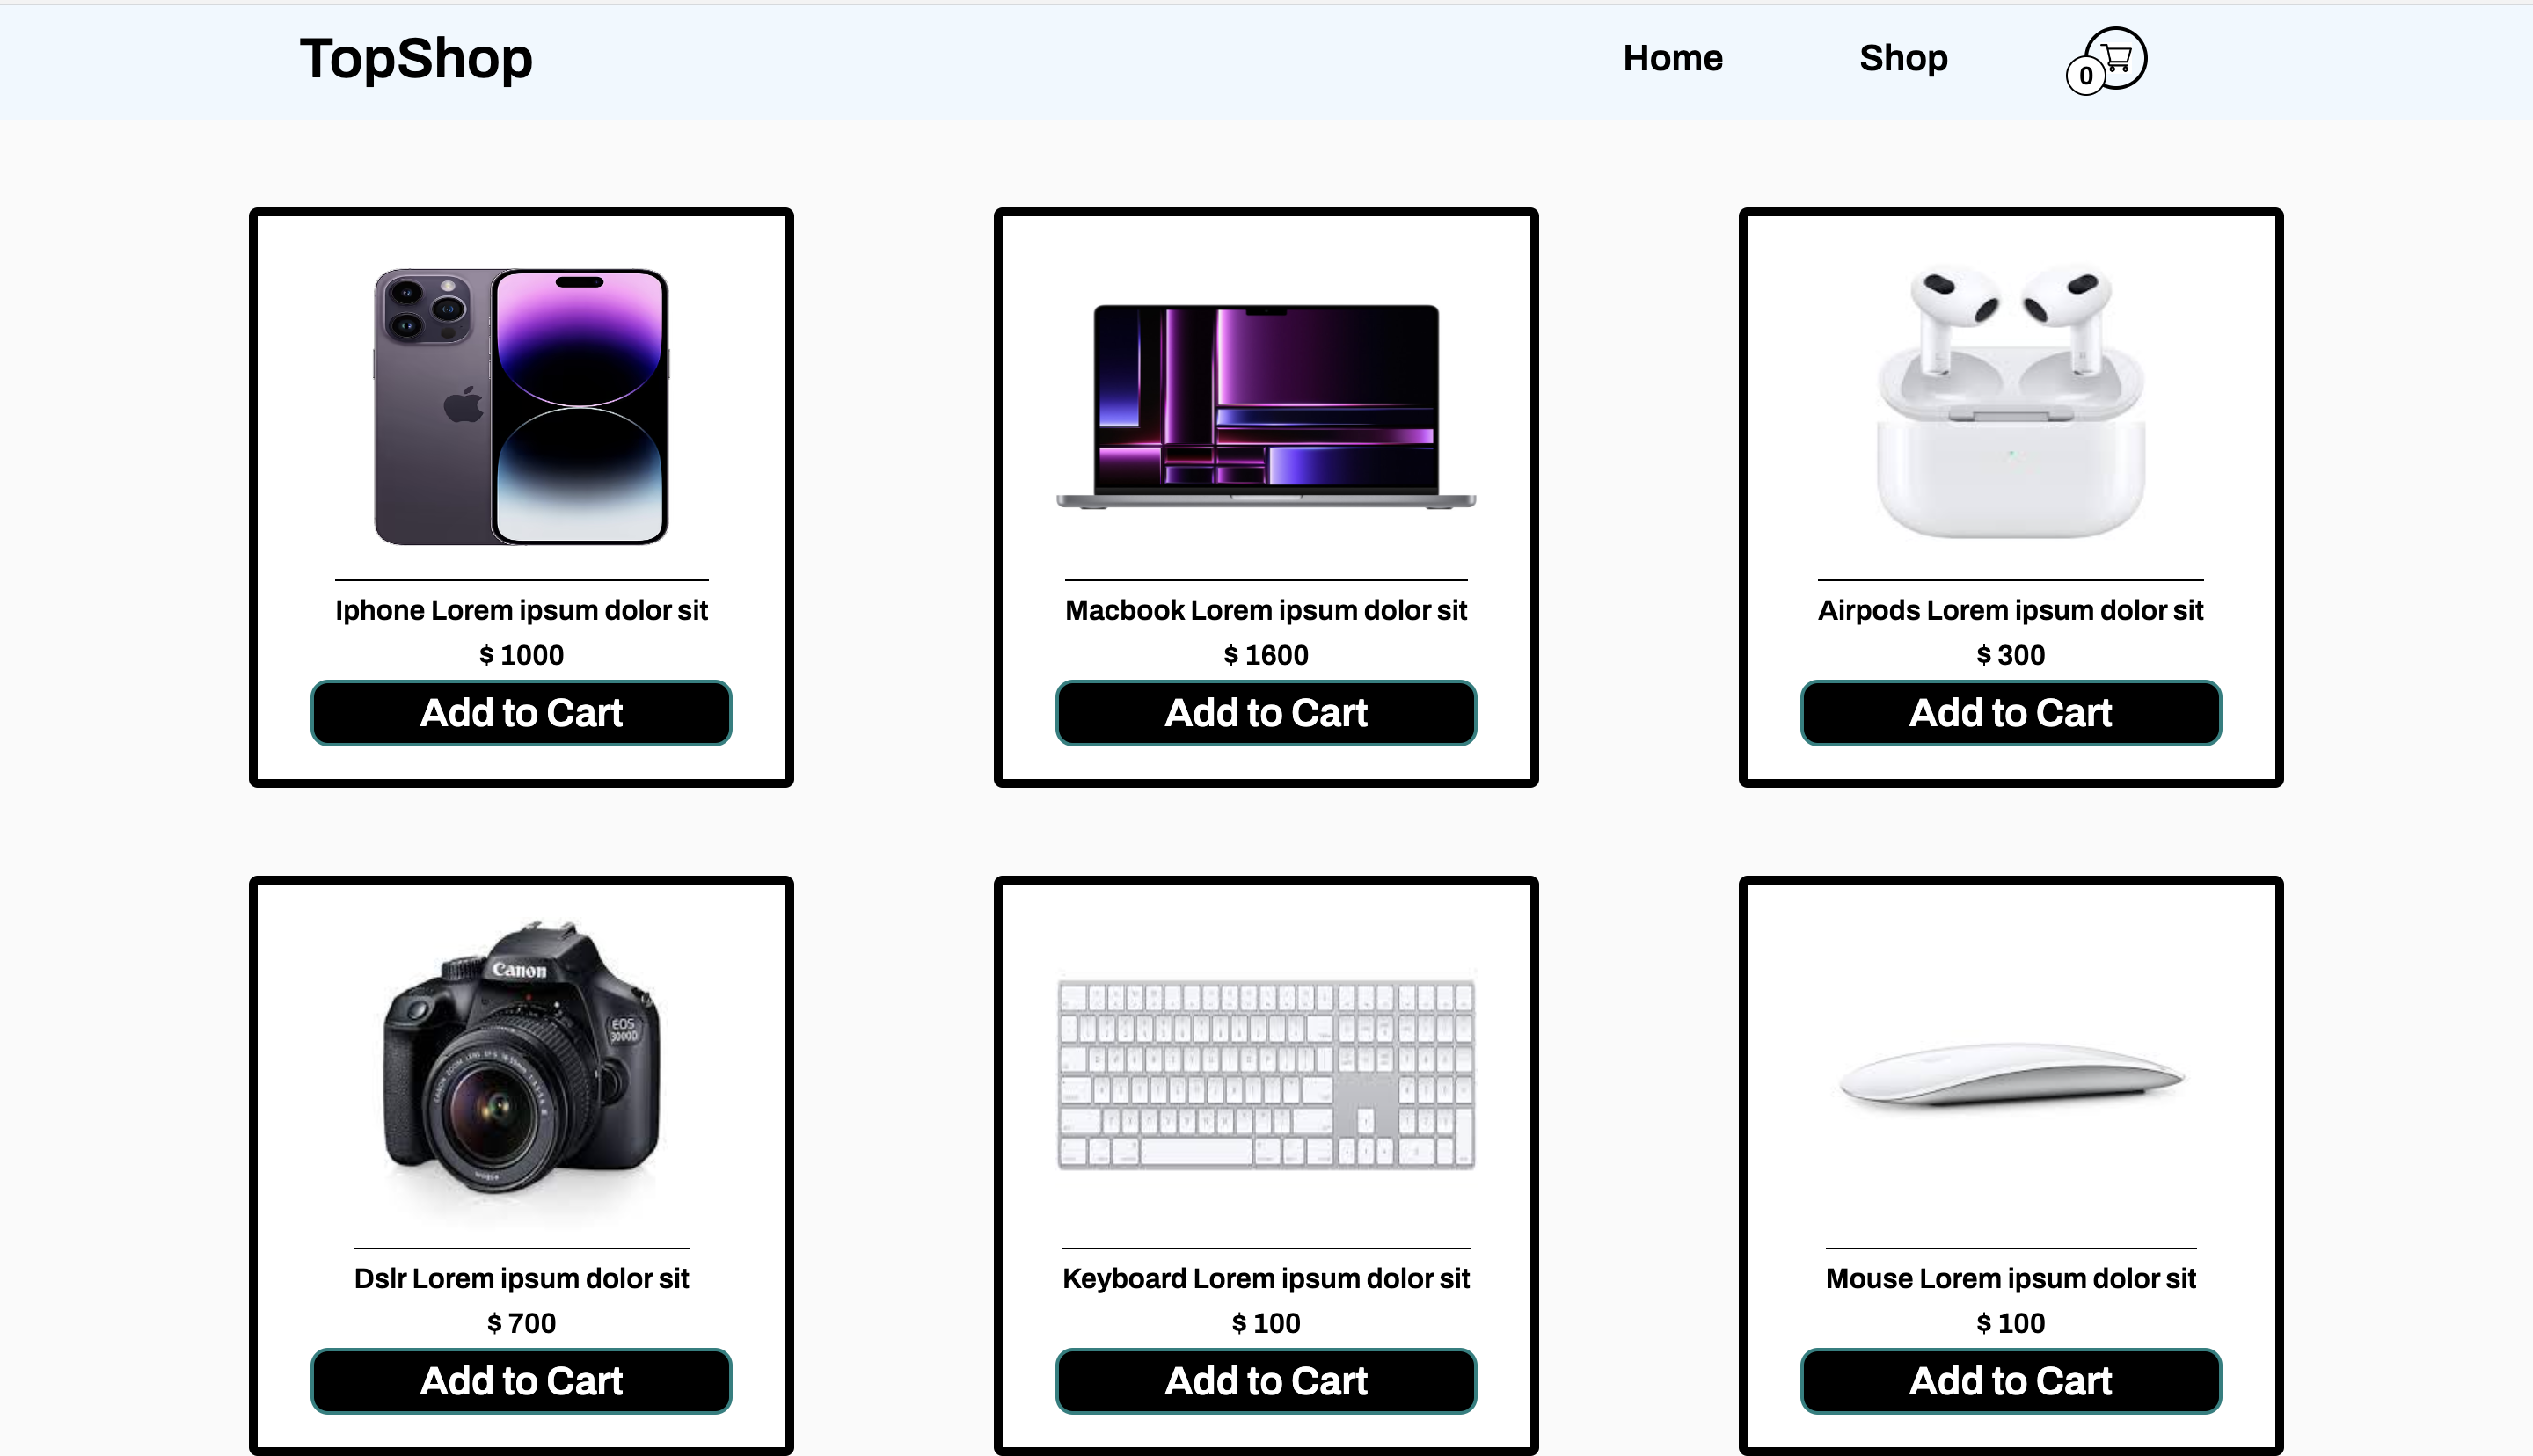 TopShop
Home
Shop
0
Iphone Lorem ipsum dolor sit
$ 1000
Add to Cart
Macbook Lorem ipsum dolor sit
$ 1600
Add to Cart
Airpods Lorem ipsum dolor sit
$ 300
Add to Cart
Canon
EOS
3000D
Dslr Lorem ipsum dolor sit
$ 700
Add to Cart
Keyboard Lorem ipsum dolor sit
$ 100
Add to Cart
Mouse Lorem ipsum dolor sit
$ 100
Add to Cart